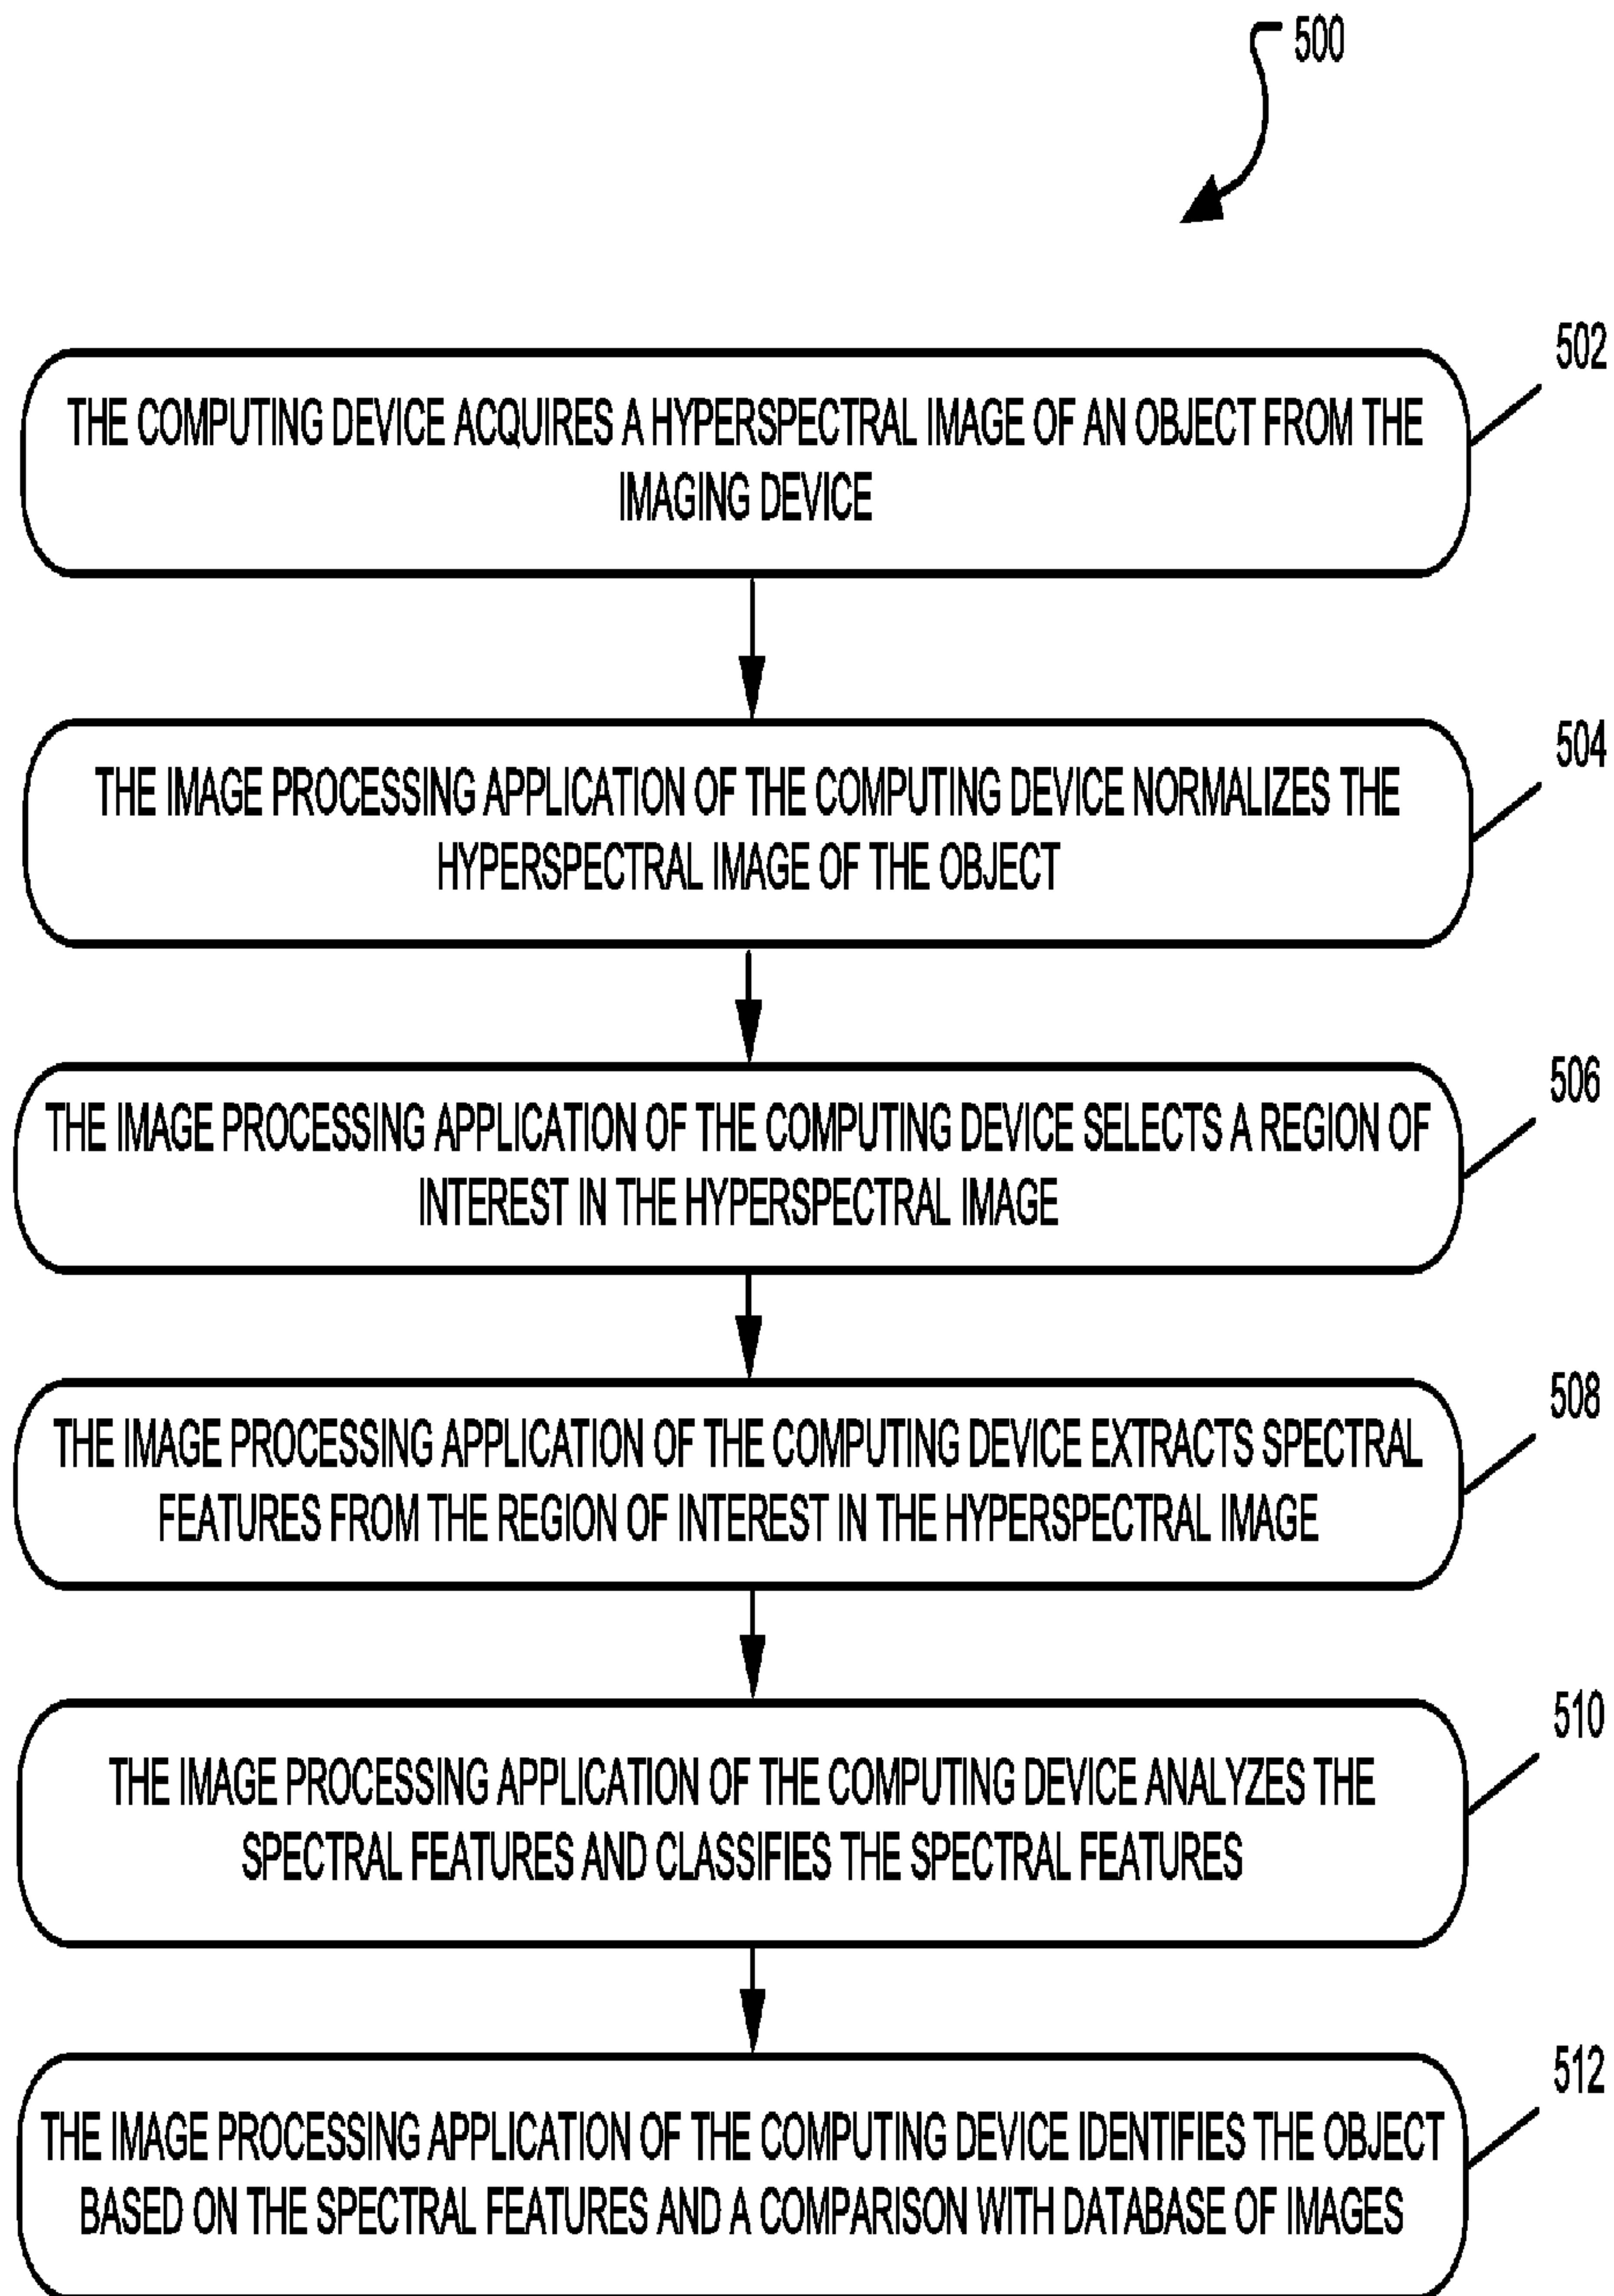 500
502
THE COMPUTING DEVICE ACQUIRES A HYPERSPECTRAL IMAGE OF AN OBJECT FROM THE
IMAGING DEVICE
504
THE IMAGE PROCESSING APPLICATION OF THE COMPUTING DEVICE NORMALIZES THE
HYPERSPECTRAL IMAGE OF THE OBJECT
506
THE IMAGE PROCESSING APPLICATION OF THE COMPUTING DEVICE SELECTS A REGION OF
INTEREST IN THE HYPERSPECTRAL IMAGE
508
THE IMAGE PROCESSING APPLICATION OF THE COMPUTING DEVICE EXTRACTS SPECTRAL
FEATURES FROM THE REGION OF INTEREST IN THE HYPERSPECTRAL IMAGE
510
THE IMAGE PROCESSING APPLICATION OF THE COMPUTING DEVICE ANALYZES THE
SPECTRAL FEATURES AND CLASSIFIES THE SPECTRAL FEATURES
512
THE IMAGE PROCESSING APPLICATION OF THE COMPUTING DEVICE IDENTIFIES THE OBJECT
BASED ON THE SPECTRAL FEATURES AND A COMPARISON WITH DATABASE OF IMAGES